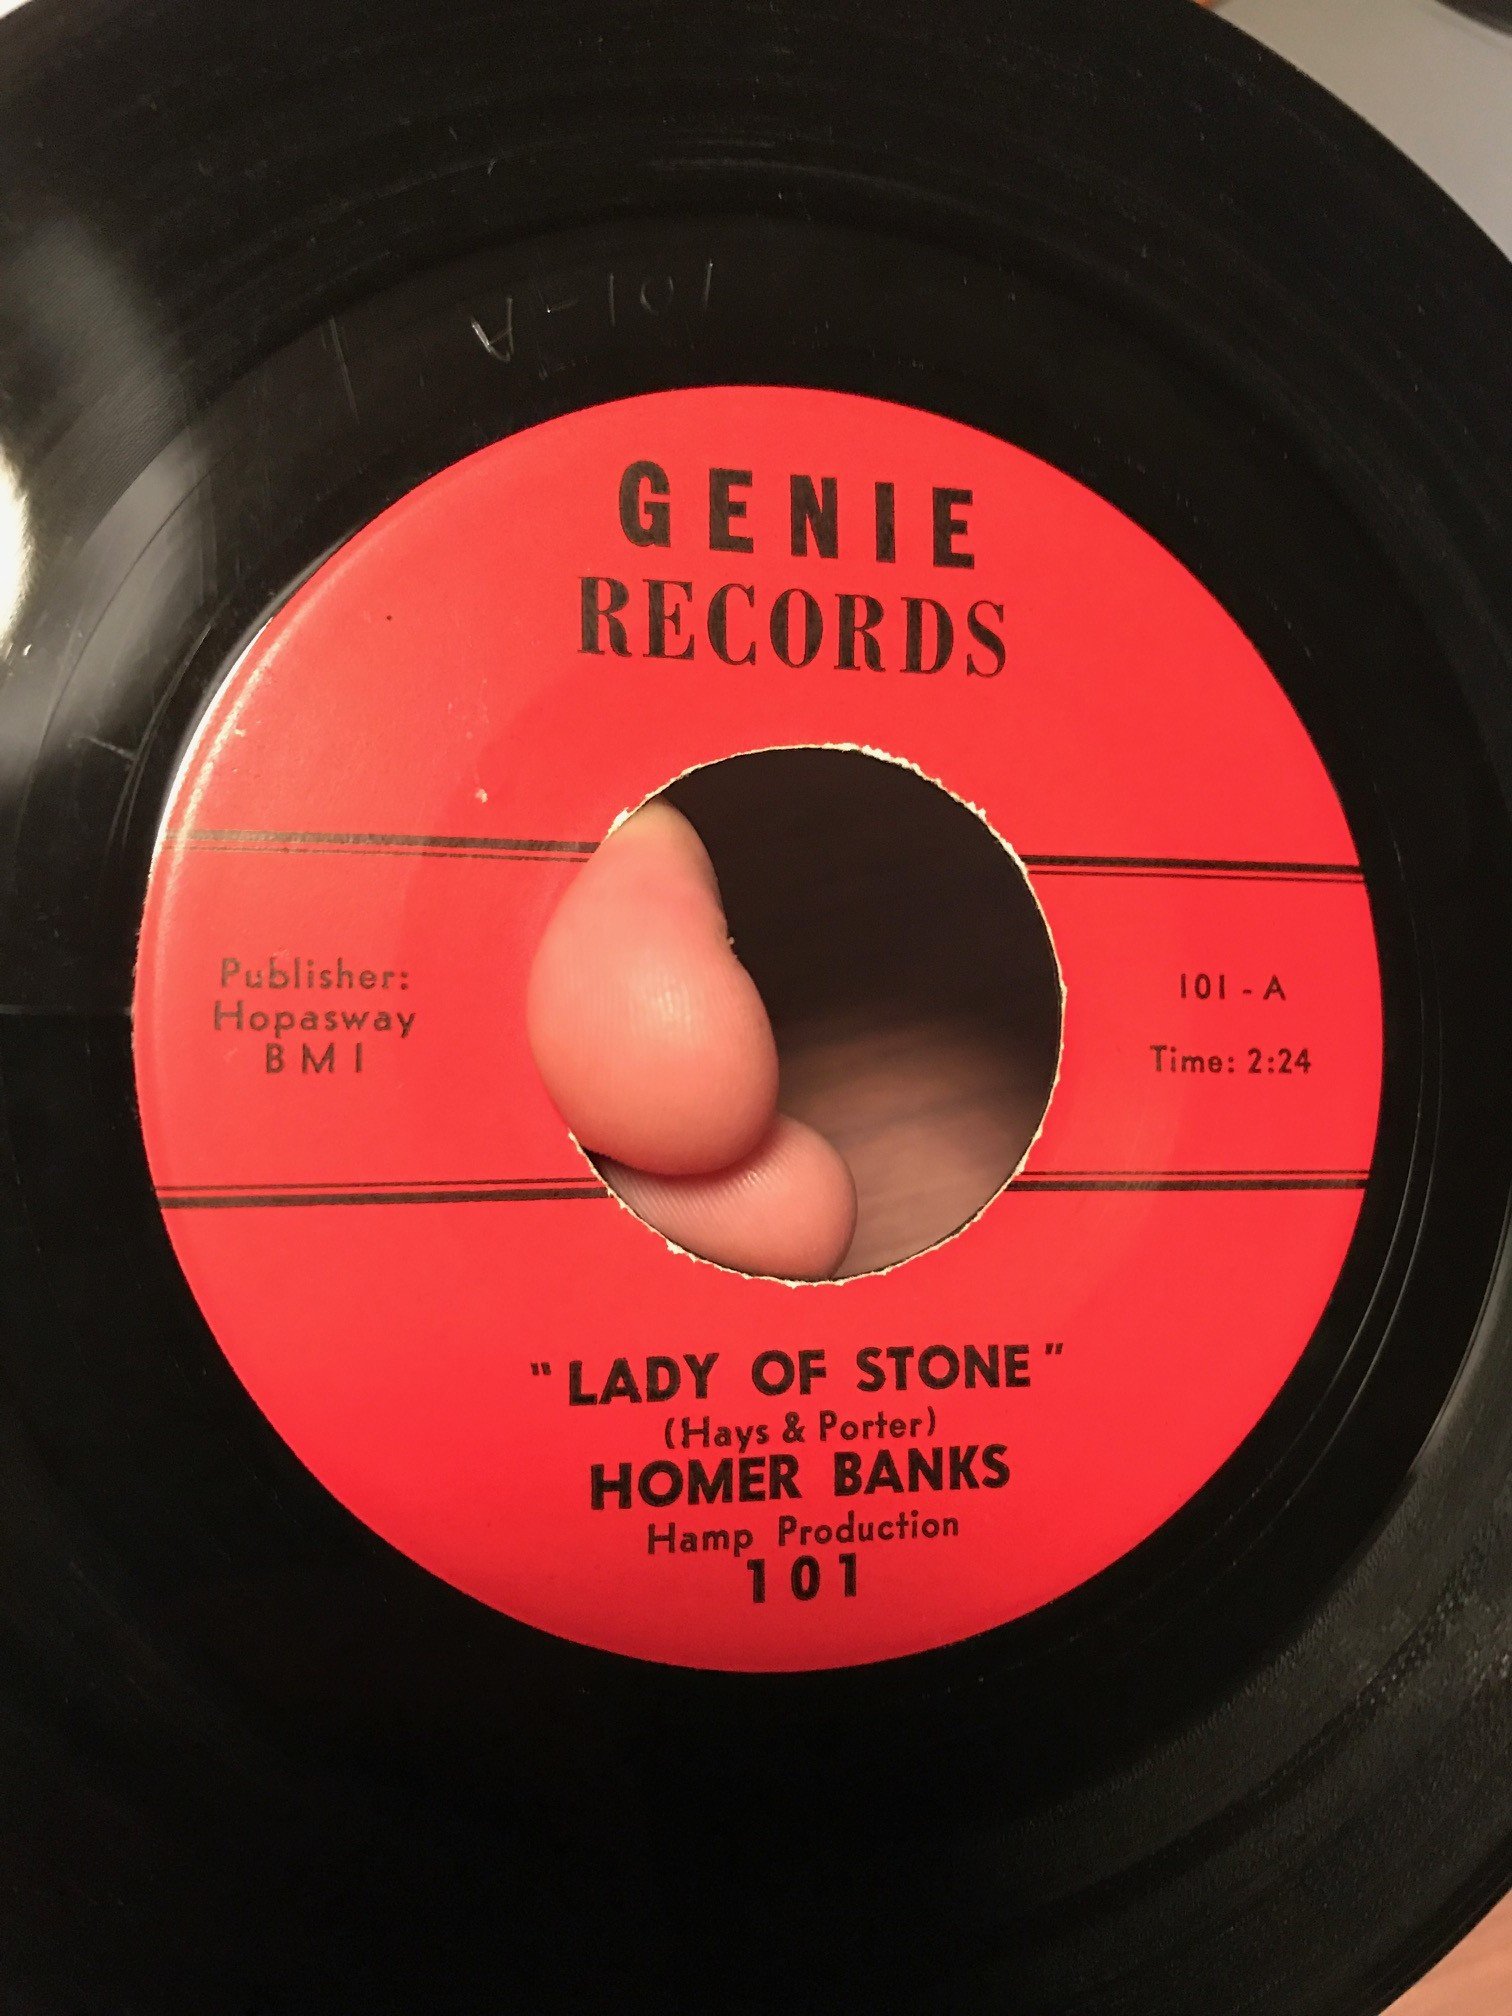 A-101
GENIE
RECORDS
Publisher:
Hopasway
BMI
101 - A
Time: 2:24
"LADY OF STONE"
(Hays & Porter)
HOMER BANKS
Hamp Production
101